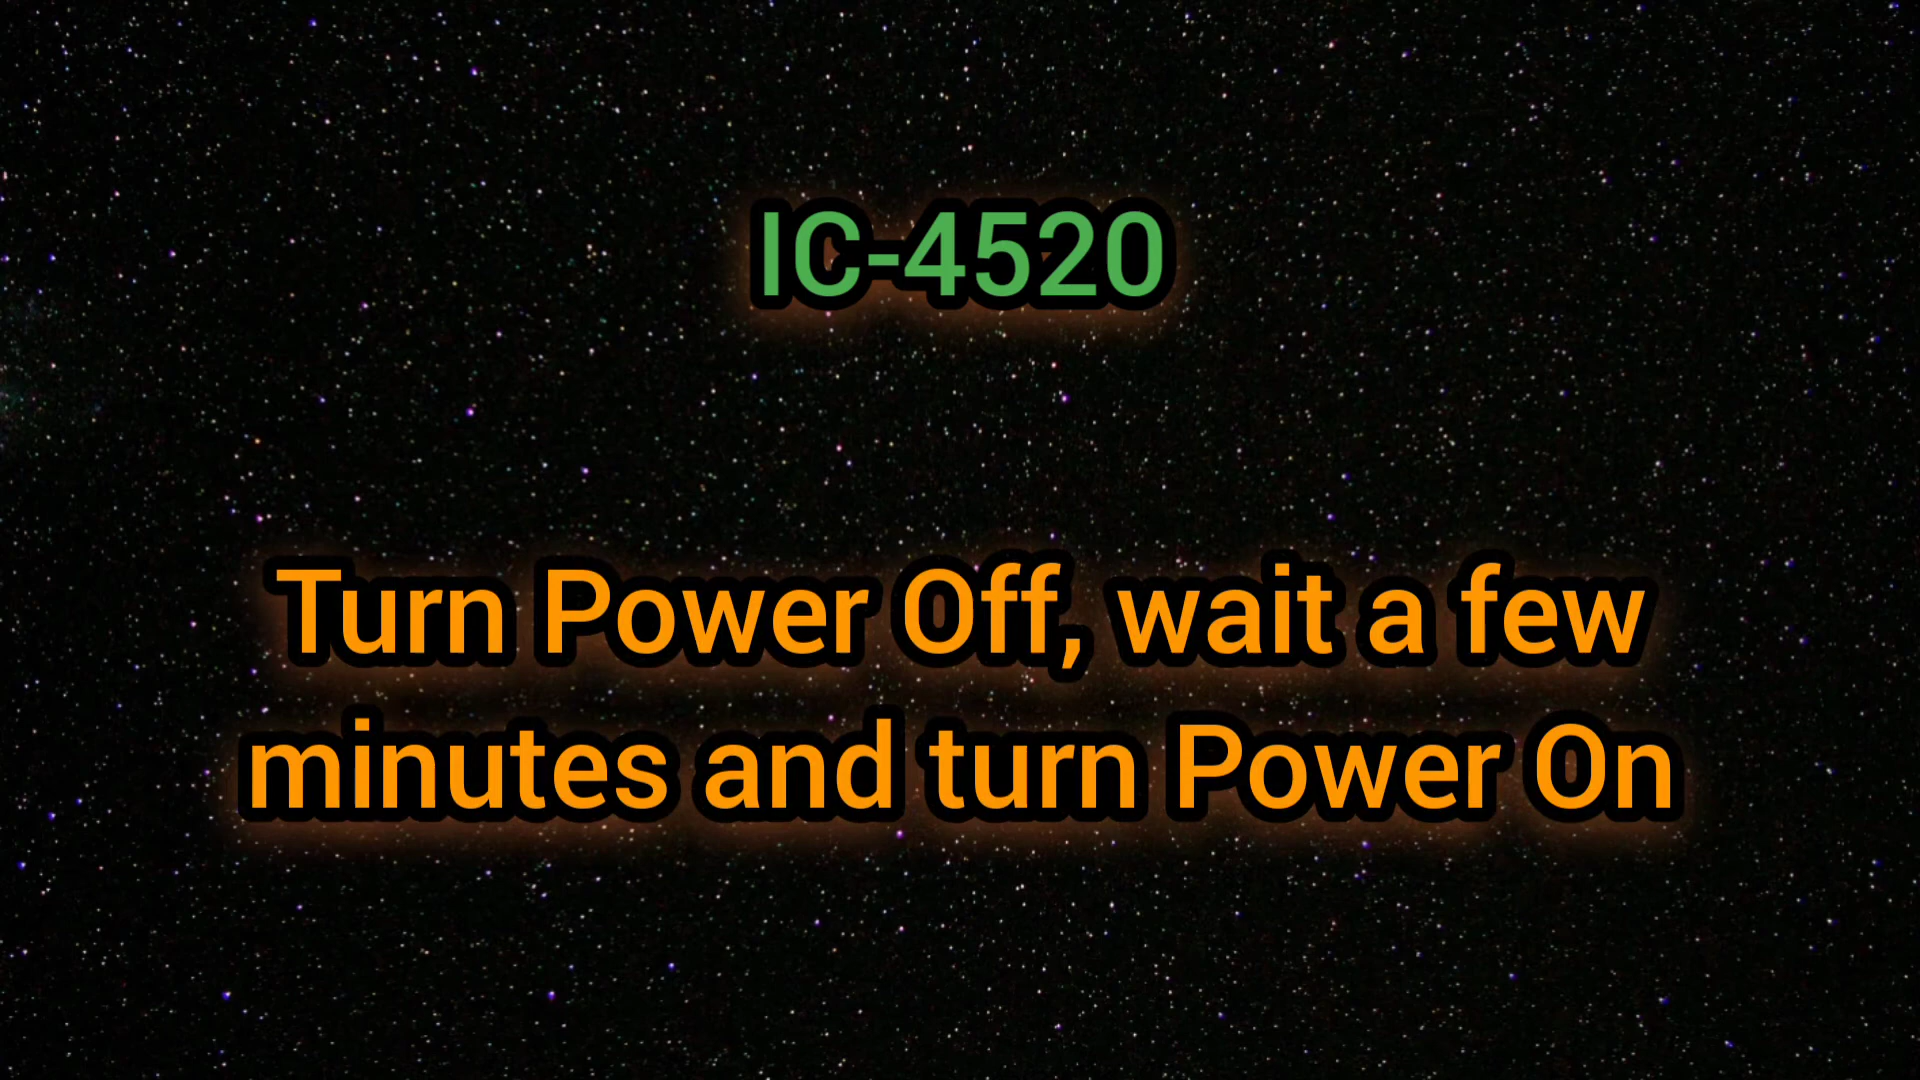 IC-4520
Turn Power Off, wait a few
minutes and turn Power On